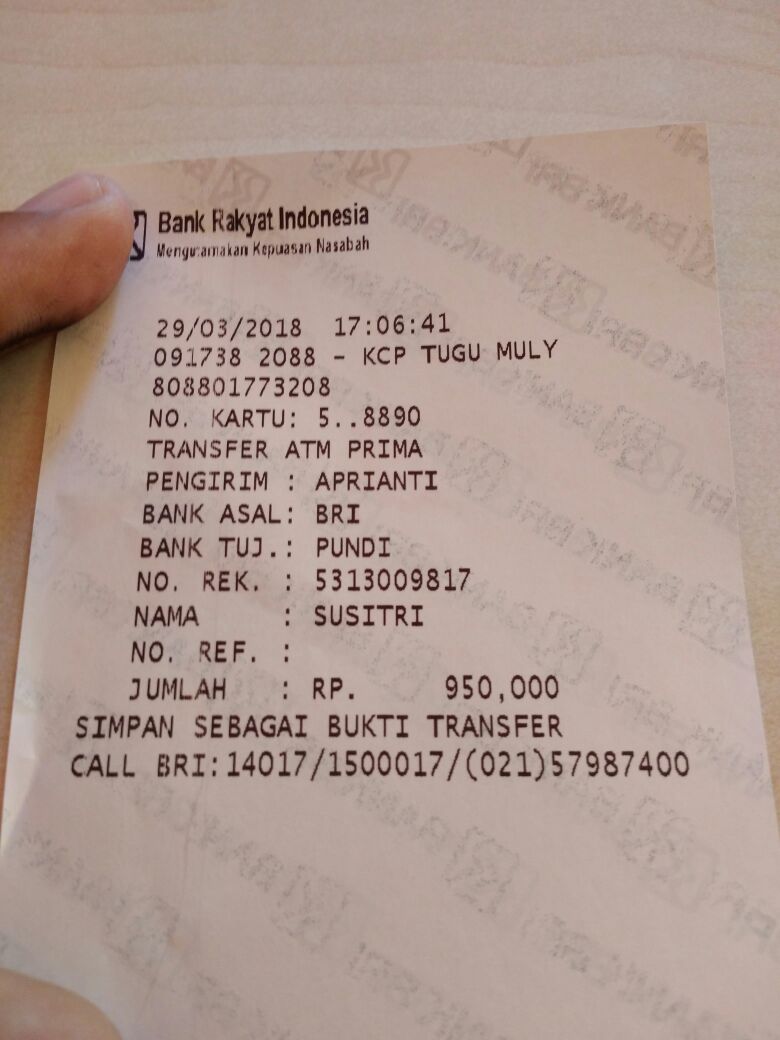 Bank Rakyat Indonesia
Mengutamakan Kepuasan Nasabah
29/03/2018 17:06:41
091738 2088 - KCP TUGU MULY
808801773208
NO. KARTU: 5..8890
TRANSFER ATM PRIMA
PENGIRIM : APRIANTI
BANK ASAL: BRI
BANK TUJ.: PUNDI
NO. REK. : 5313009817
NAMA : SUSITRI
NO. REF. :
JUMLAH : RP. 950,000
SIMPAN SEBAGAI BUKTI TRANSFER
CALL BRI:14017/1500017/(021)57987400